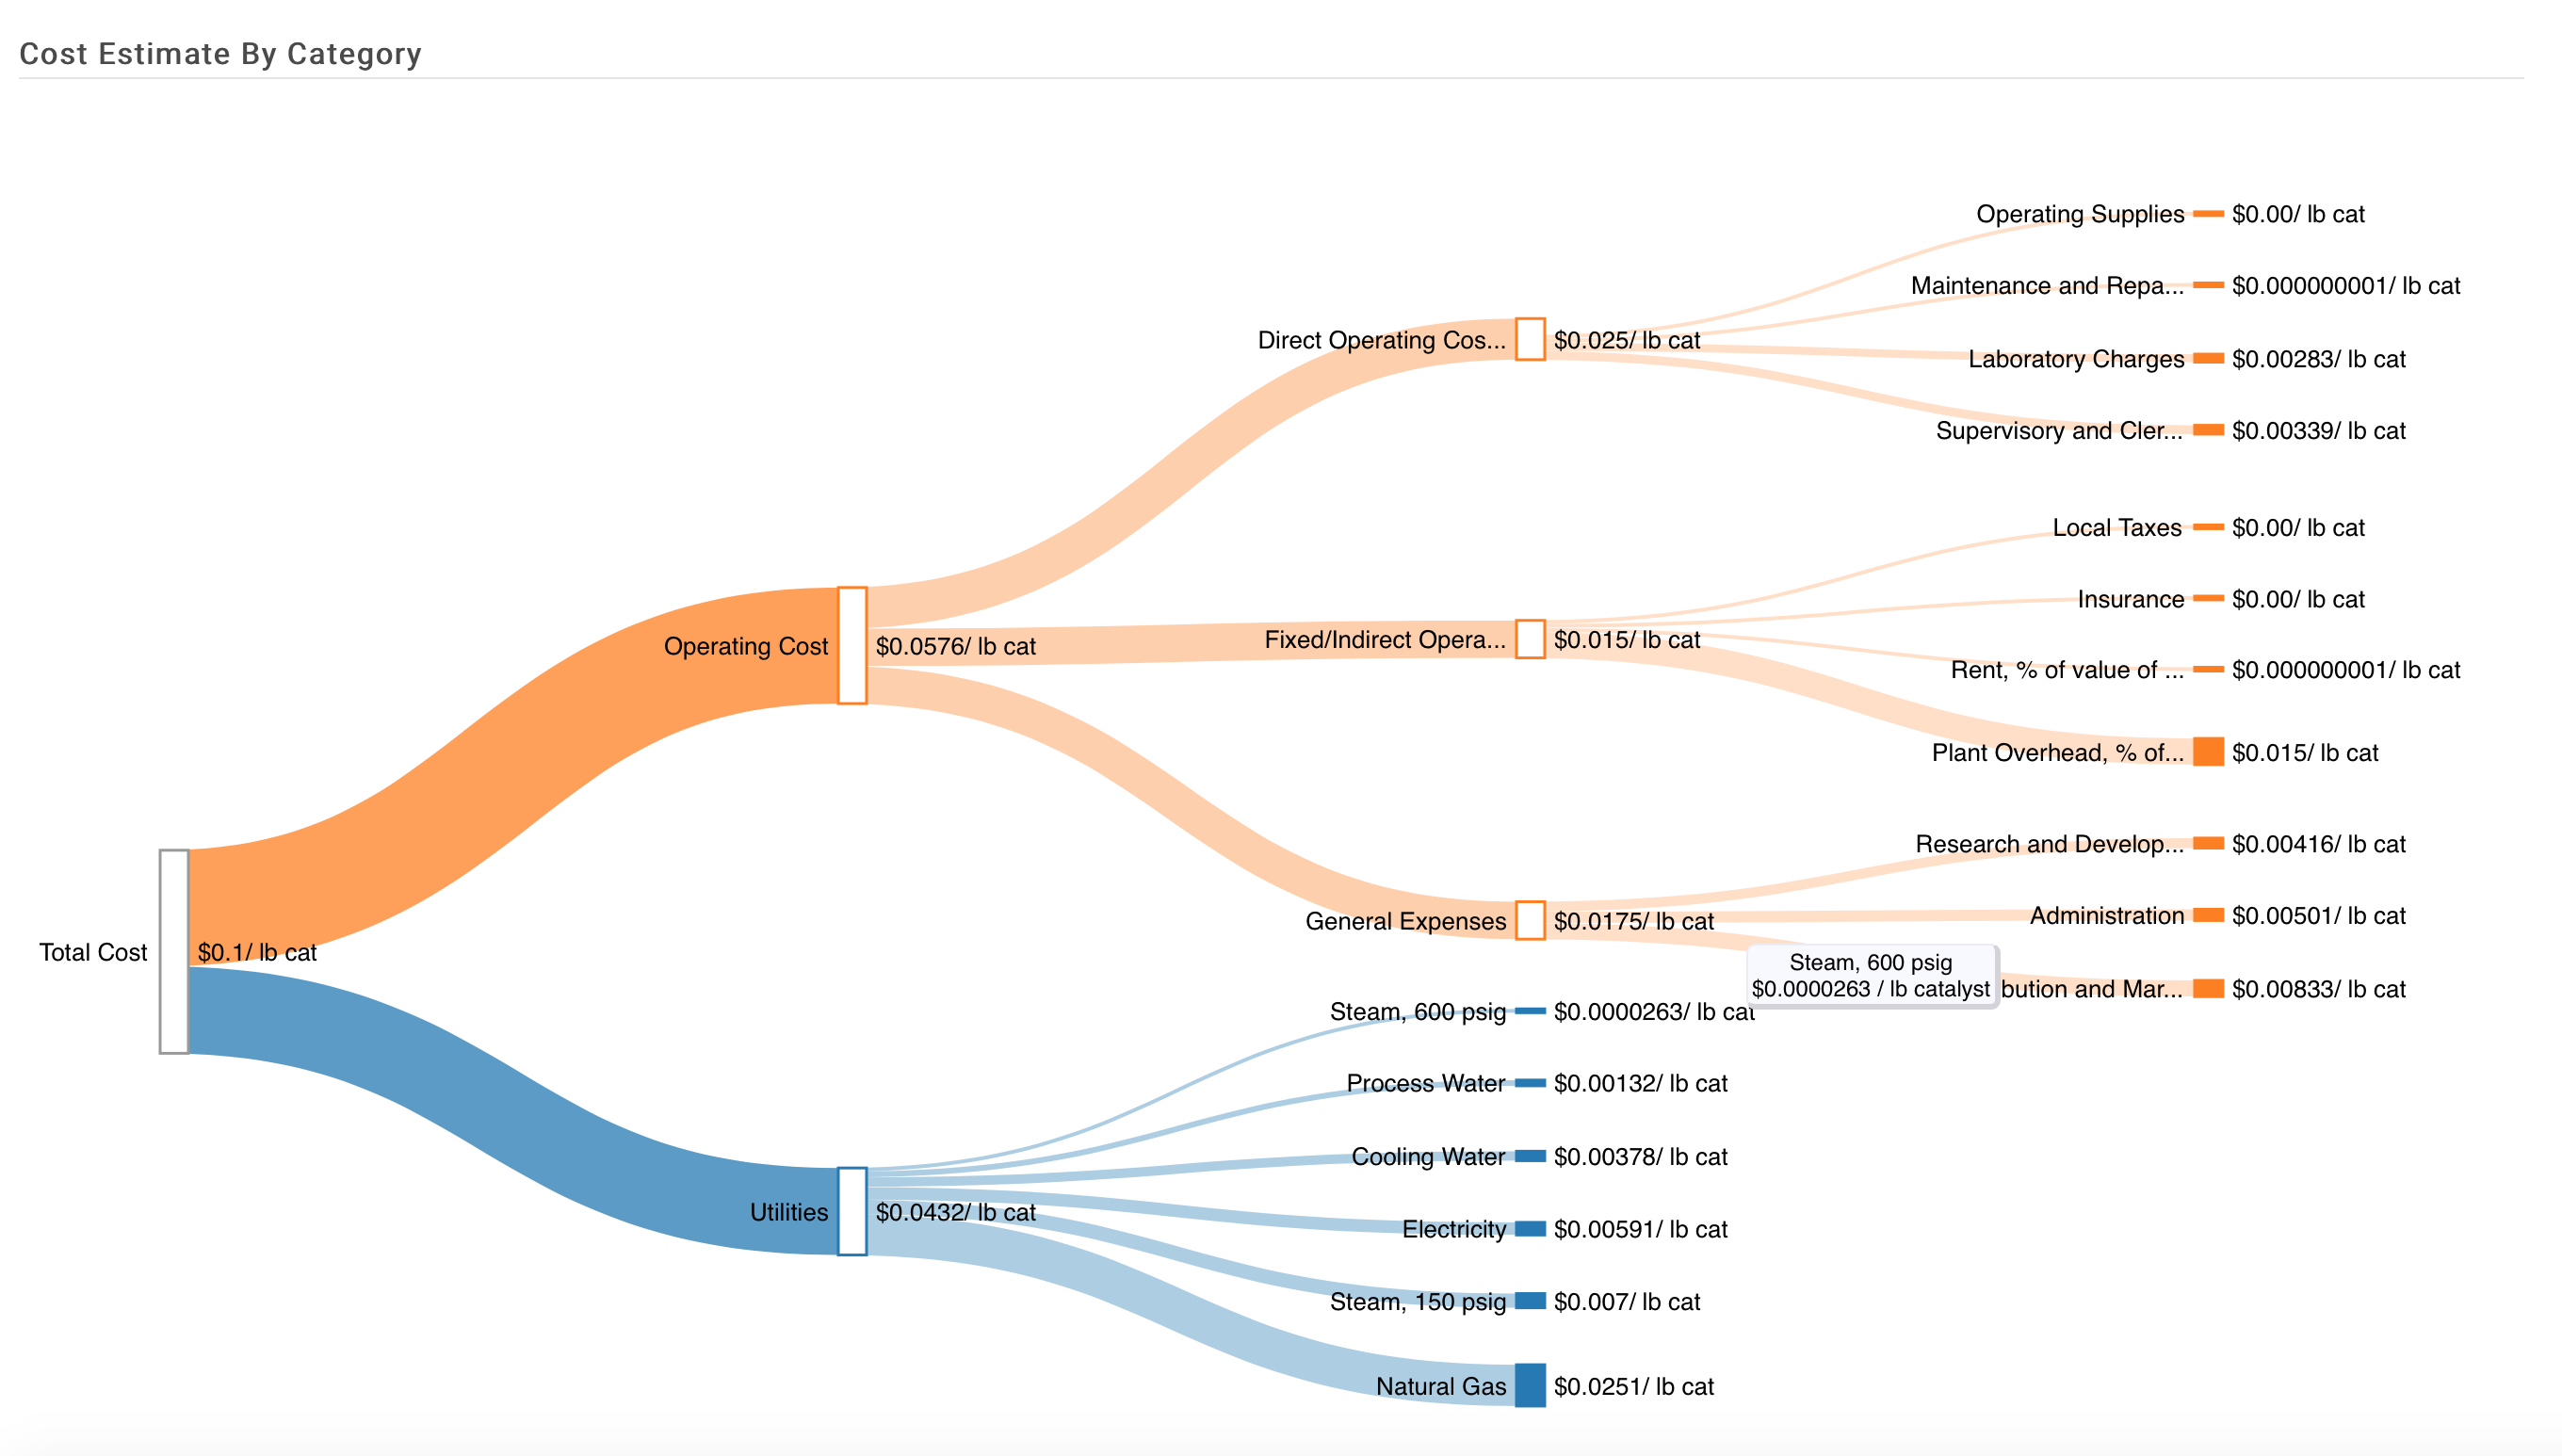 Cost Estimate By Category
Operating Supplies $0.00/ lb cat
Maintenance and Repa... $0.000000001/ lb cat
Direct Operating Cos... $0.025/ lb cat
Laboratory Charges $0.00283/ lb cat
Supervisory and Cler... $0.00339/ lb cat
Local Taxes $0.00/ lb cat
Insurance $0.00/ lb cat
Operating Cost $0.0576/ lb cat
Fixed/Indirect Opera... $0.015/ lb cat
Rent, % of value of ... $0.000000001/ lb cat
Plant Overhead, % of... $0.015/ lb cat
Research and Develop... $0.00416/ lb cat
General Expenses $0.0175/ lb cat
Administration $0.00501/ lb cat
Total Cost $0.1/ lb cat
Steam, 600 psig
$0.0000263 / lb catalyst
bution and Mar... $0.00833/ lb cat
Steam, 600 psig $0.0000263/ lb cat
Process Water $0.00132/ lb cat
Cooling Water $0.00378/ lb cat
Utilities $0.0432/ lb cat
Electricity $0.00591/ lb cat
Steam, 150 psig $0.007/ lb cat
Natural Gas $0.0251/ lb cat